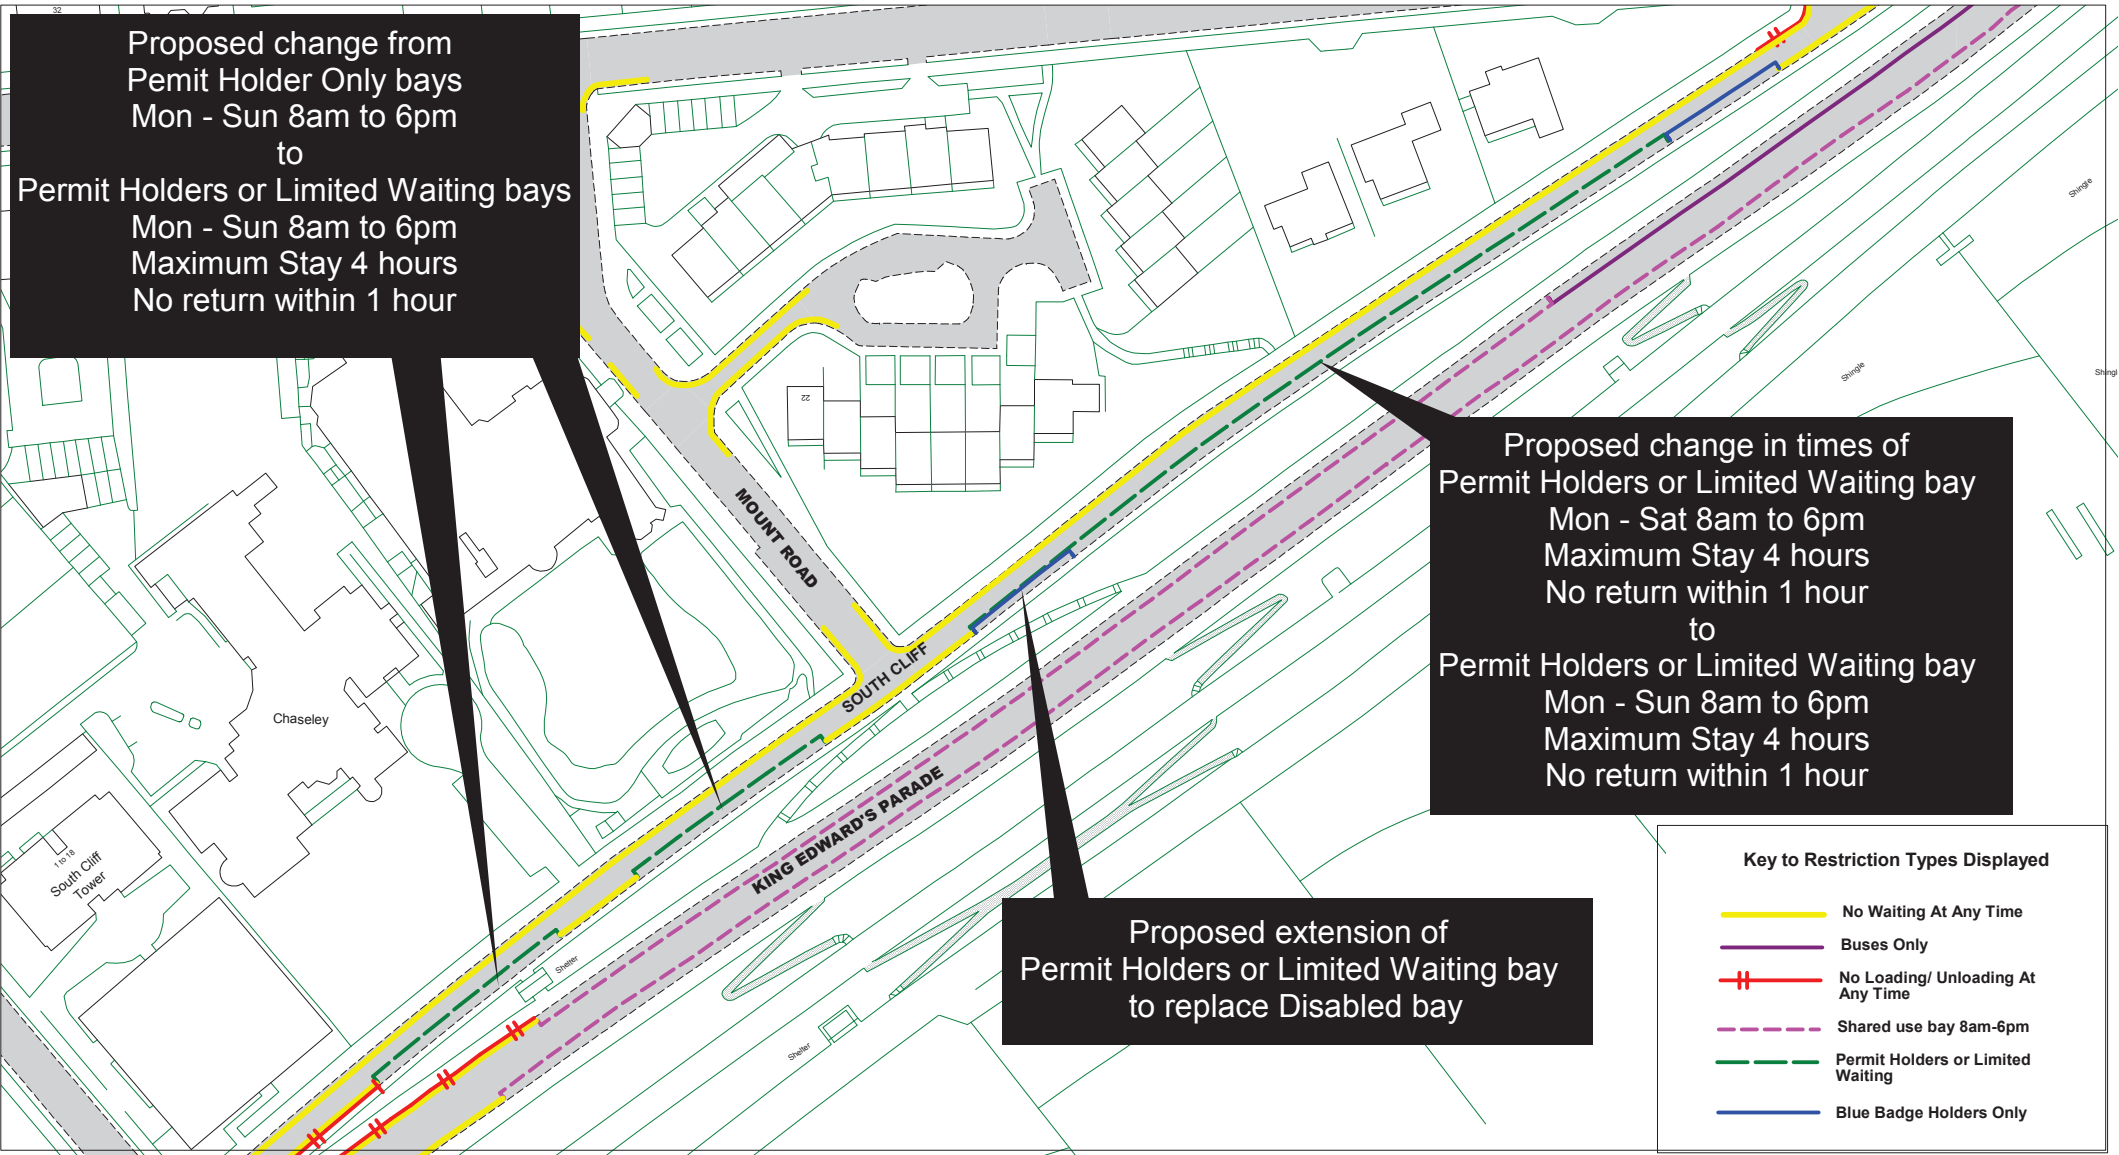 32
Proposed change from
Pemit Holder Only bays
Mon - Sun 8am to 6pm
to
Permit Holders or Limited Waiting bays
Mon - Sun 8am to 6pm
Maximum Stay 4 hours
No return within 1 hour
Shingle
Shingle
Shingl
22
MOUNT ROAD
SOUTH CLIFF
KING EDWARD'S PARADE
Chaseley
1 to 18
South Cliff
Tower
Shelter
Shelter
Proposed change in times of
Permit Holders or Limited Waiting bay
Mon - Sat 8am to 6pm
Maximum Stay 4 hours
No return within 1 hour
to
Permit Holders or Limited Waiting bay
Mon - Sun 8am to 6pm
Maximum Stay 4 hours
No return within 1 hour
Proposed extension of
Permit Holders or Limited Waiting bay
to replace Disabled bay
Key to Restriction Types Displayed
No Waiting At Any Time
Buses Only
No Loading/ Unloading At
Any Time
Shared use bay 8am-6pm
Permit Holders or Limited
Waiting
Blue Badge Holders Only